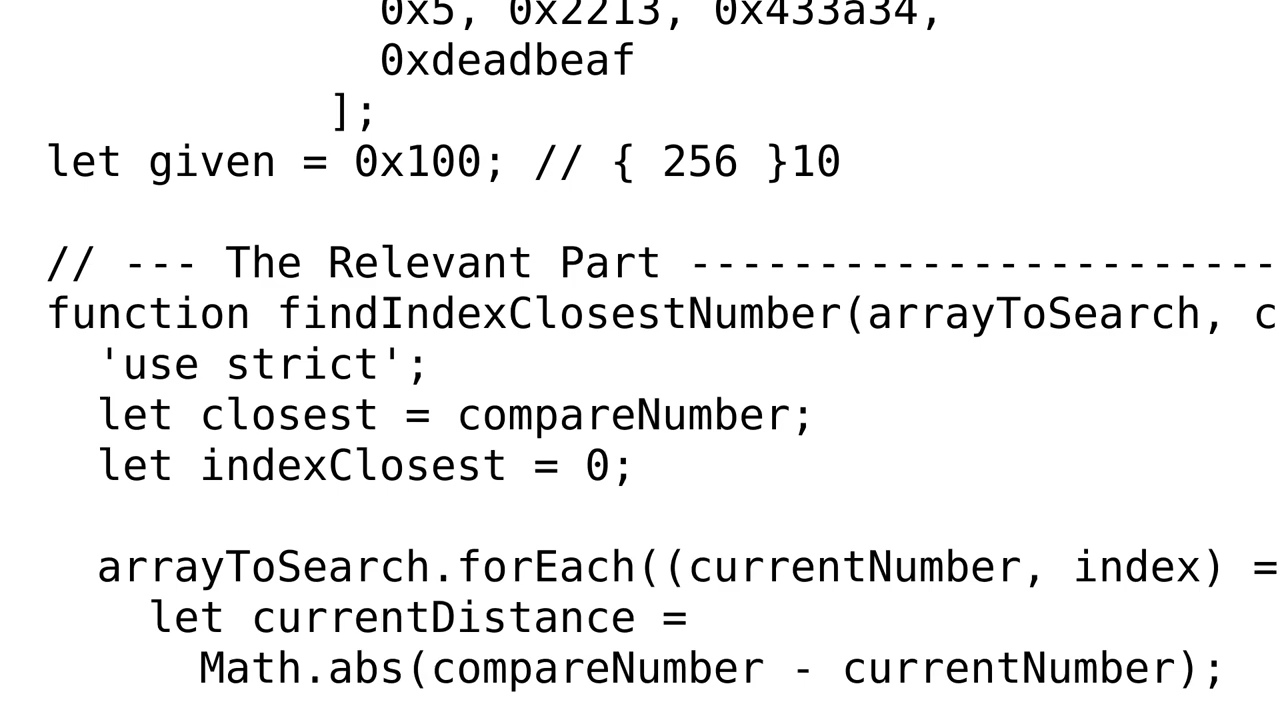 0x5, 0x2213, 0x433a34,
0xdeadbeaf
];
let given = 0x100; // { 256 }10
// --- The Relevant Part -----------------------
function findIndexClosestNumber(arrayToSearch, c
'use strict';
let closest = compareNumber;
let indexClosest = 0;
arrayToSearch.forEach((currentNumber, index) =
let currentDistance =
Math.abs(compareNumber - currentNumber);